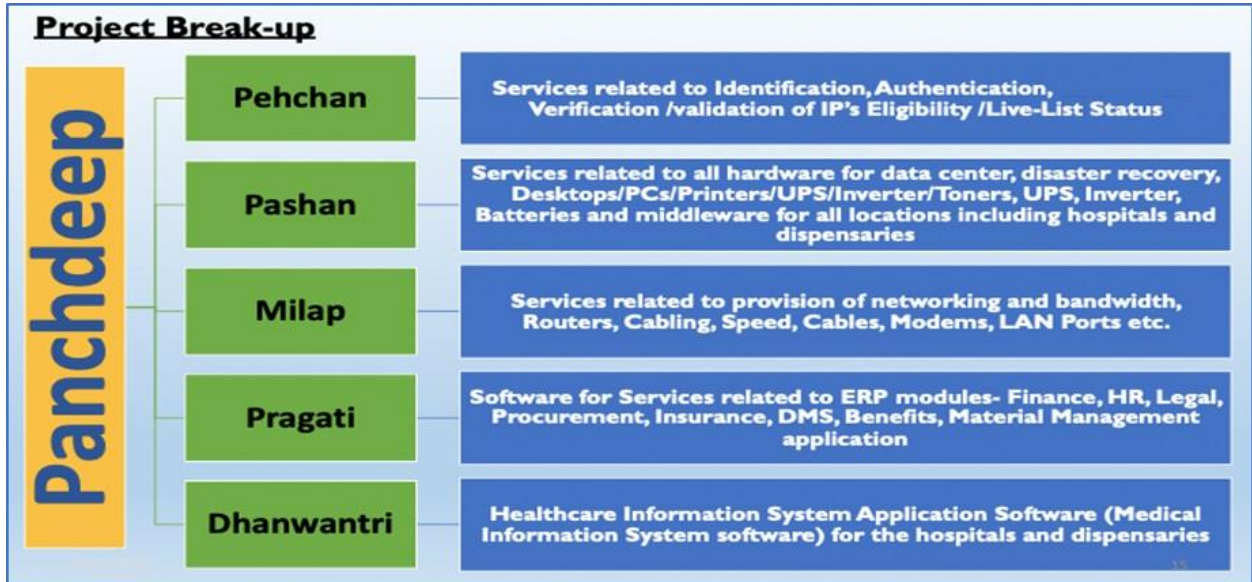 Project Break-up
Panchdeep
Pehchan
Services related to Identification, Authentication,
Verification /validation of IP's Eligibility /Live-List Status
Pashan
Services related to all hardware for data center, disaster recovery,
Desktops/PCs/Printers/UPS/Inverter/Toners, UPS, Inverter,
Batteries and middleware for all locations including hospitals and
dispensaries
Milap
Services related to provision of networking and bandwidth,
Routers, Cabling, Speed, Cables, Modems, LAN Ports etc.
Pragati
Software for Services related to ERP modules- Finance, HR, Legal,
Procurement, Insurance, DMS, Benefits, Material Management
application
Dhanwantri
Healthcare Information System Application Software (Medical
Information System software) for the hospitals and dispensaries
15